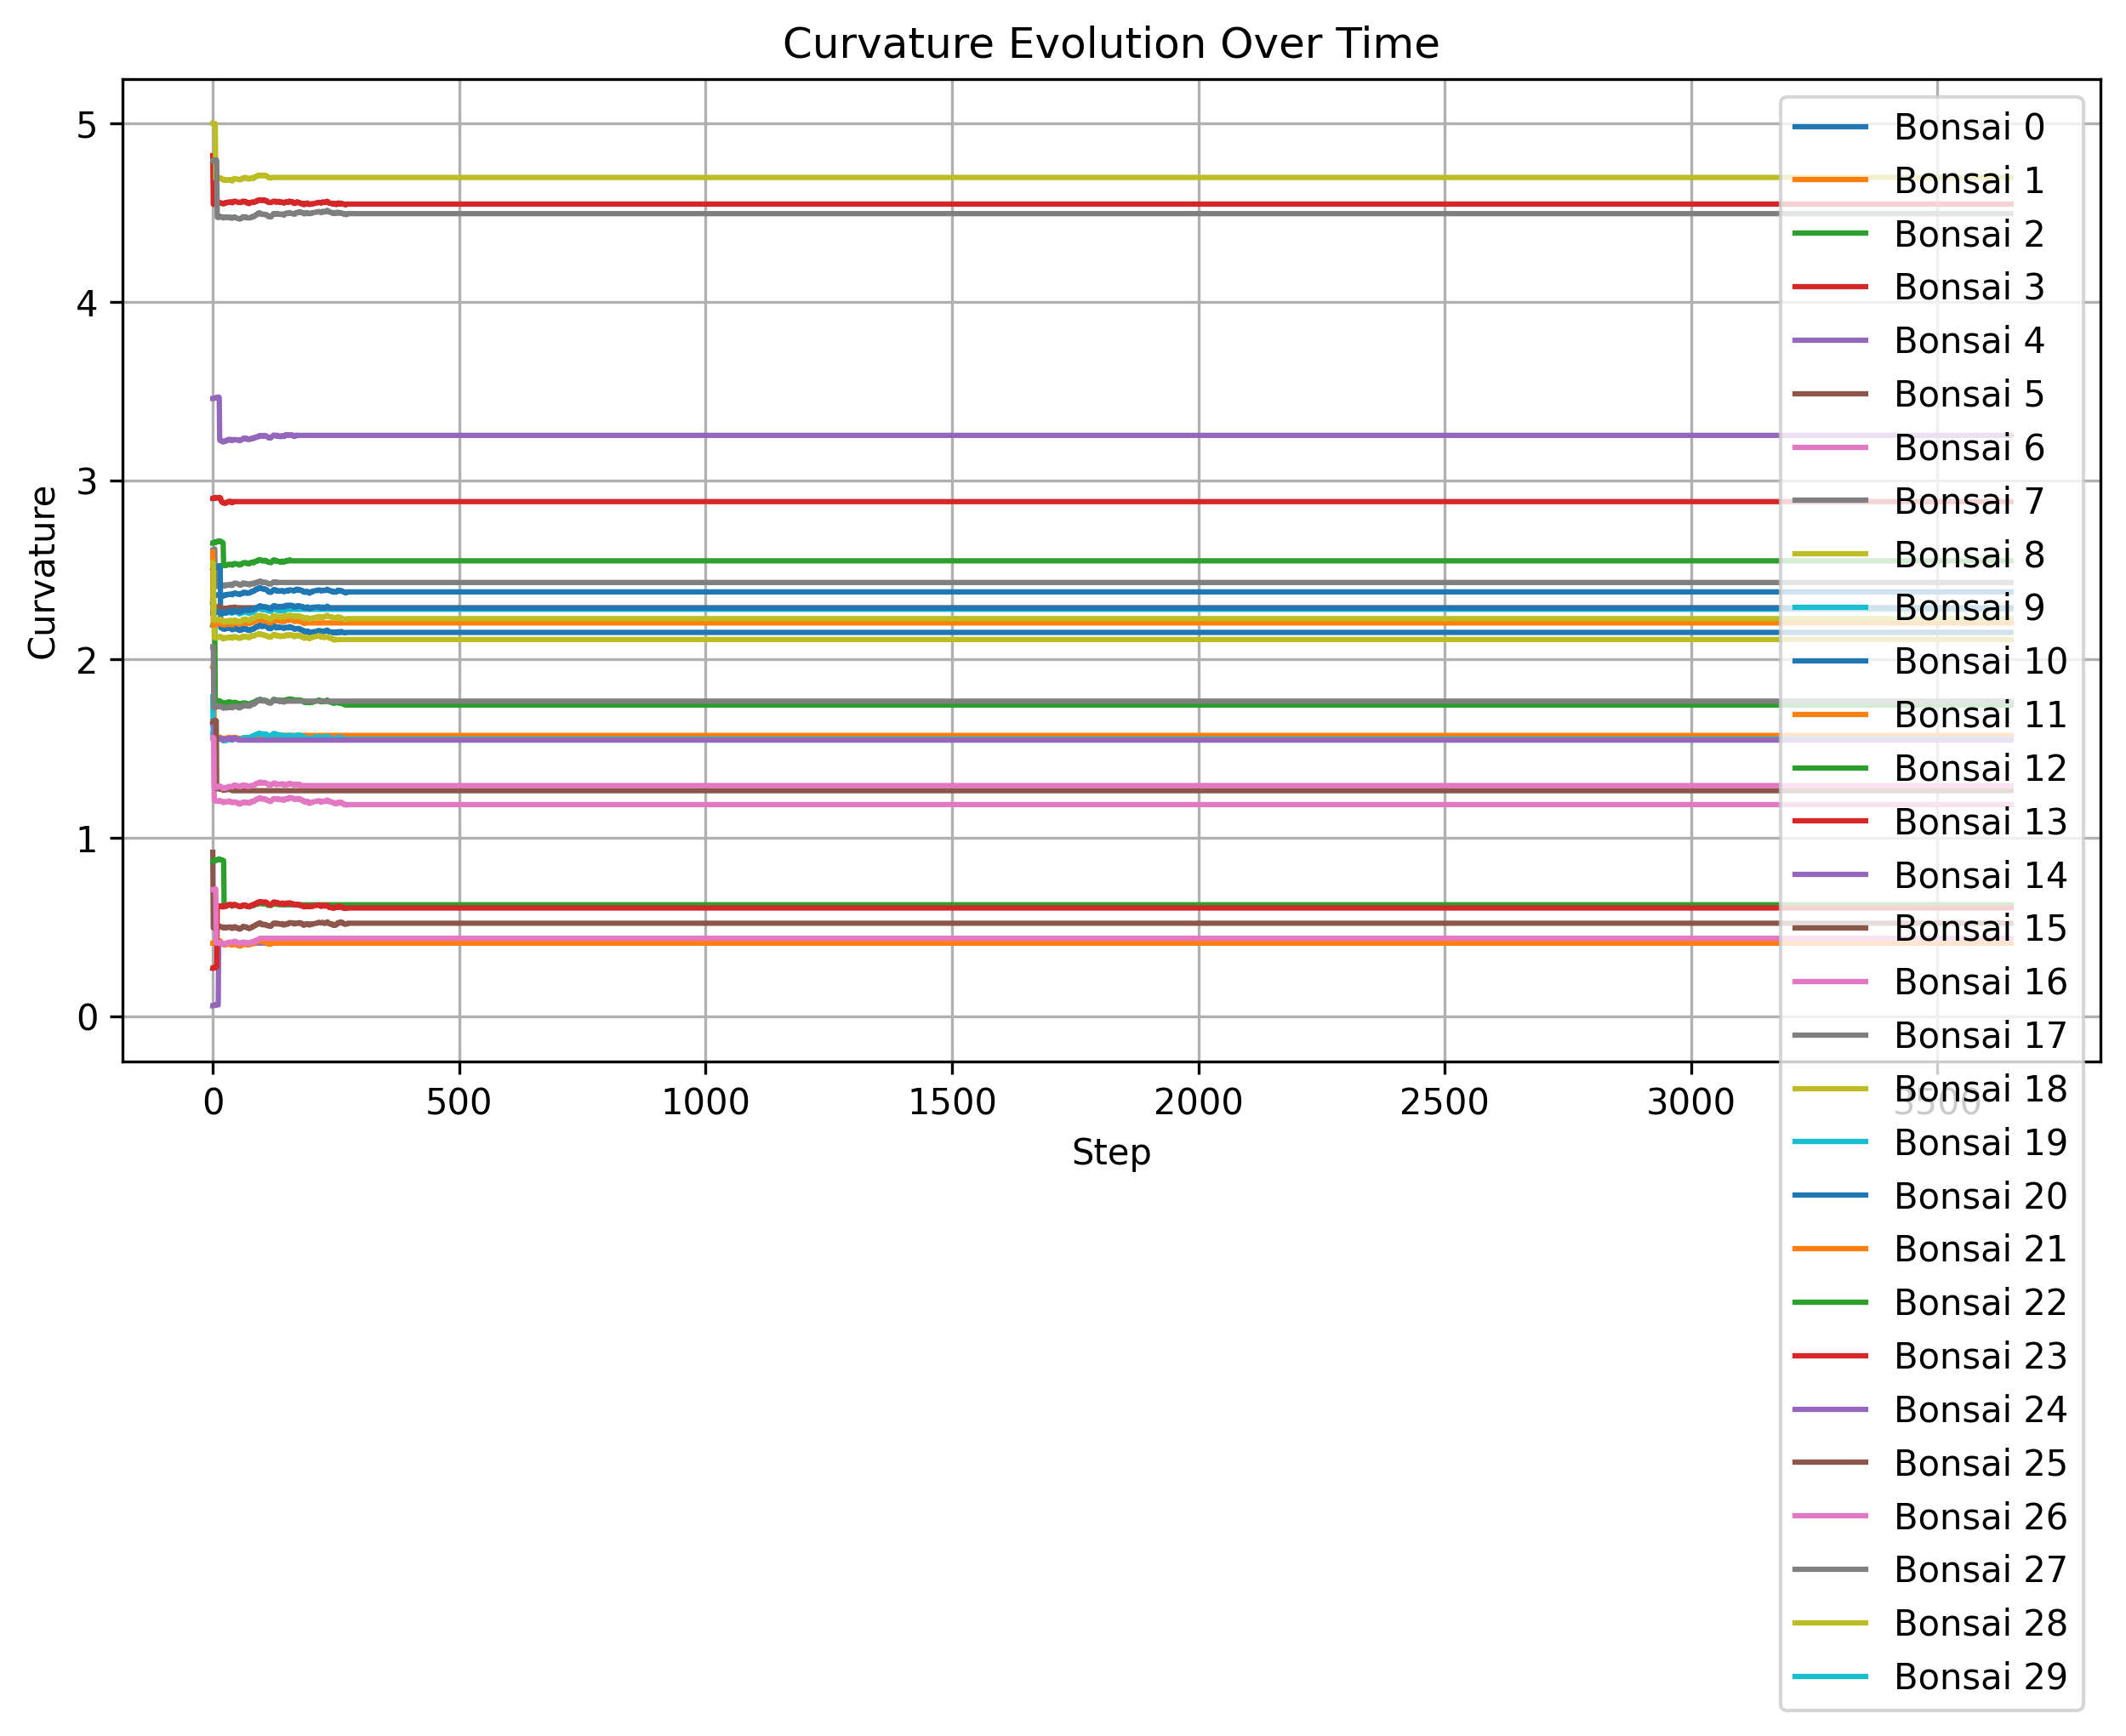 Curvature Evolution Over Time
5
4
3
2
1
0
Curvature
0 500 1000 1500 2000 2500 3000 3500
Step
Bonsai 0
Bonsai 1
Bonsai 2
Bonsai 3
Bonsai 4
Bonsai 5
Bonsai 6
Bonsai 7
Bonsai 8
Bonsai 9
Bonsai 10
Bonsai 11
Bonsai 12
Bonsai 13
Bonsai 14
Bonsai 15
Bonsai 16
Bonsai 17
Bonsai 18
Bonsai 19
Bonsai 20
Bonsai 21
Bonsai 22
Bonsai 23
Bonsai 24
Bonsai 25
Bonsai 26
Bonsai 27
Bonsai 28
Bonsai 29